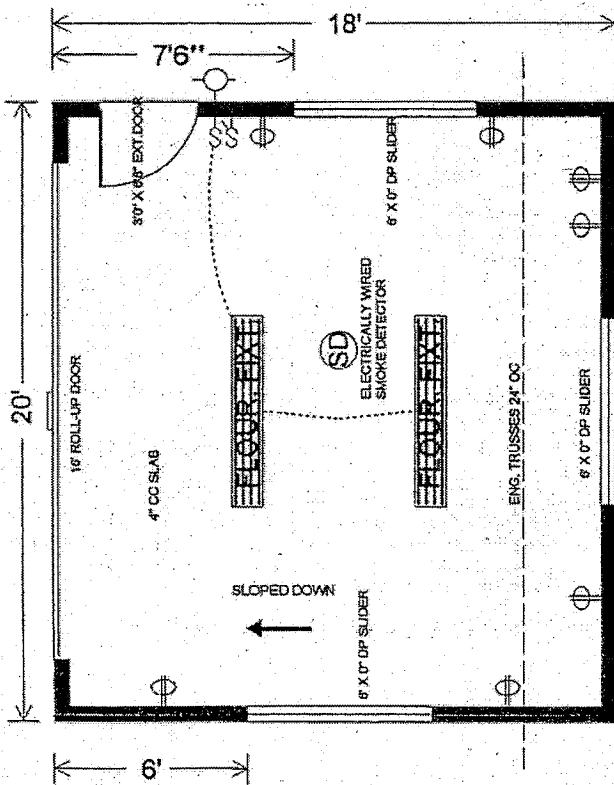 18'
7'6"
3'0" X 6'8" EXT.DOOR
S S
6' X 0" DP SLIDER
20'
16' ROLL-UP DOOR
4" CC SLAB
FLOUR. FIXT.
SD
ELECTRICALLY WIRED
SMOKE DETECTOR
FLOUR. FIXT.
ENG. TRUSSES 24" OC
6' X 0" DP SLIDER
SLOPED DOWN
6' X 0" DP SLIDER
6'